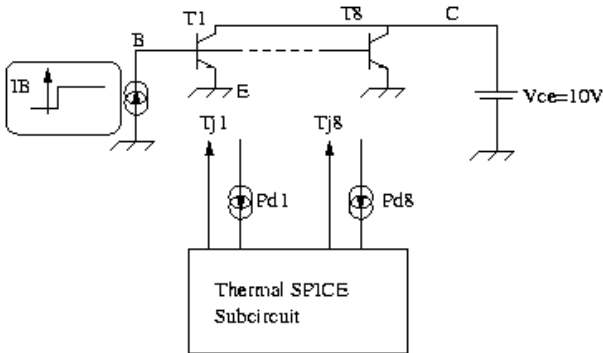 T1
T8
C
B
IB
E
Vce=10V
Tj1
Tj8
Pd1
Pd8
Thermal SPICE
Subcircuit